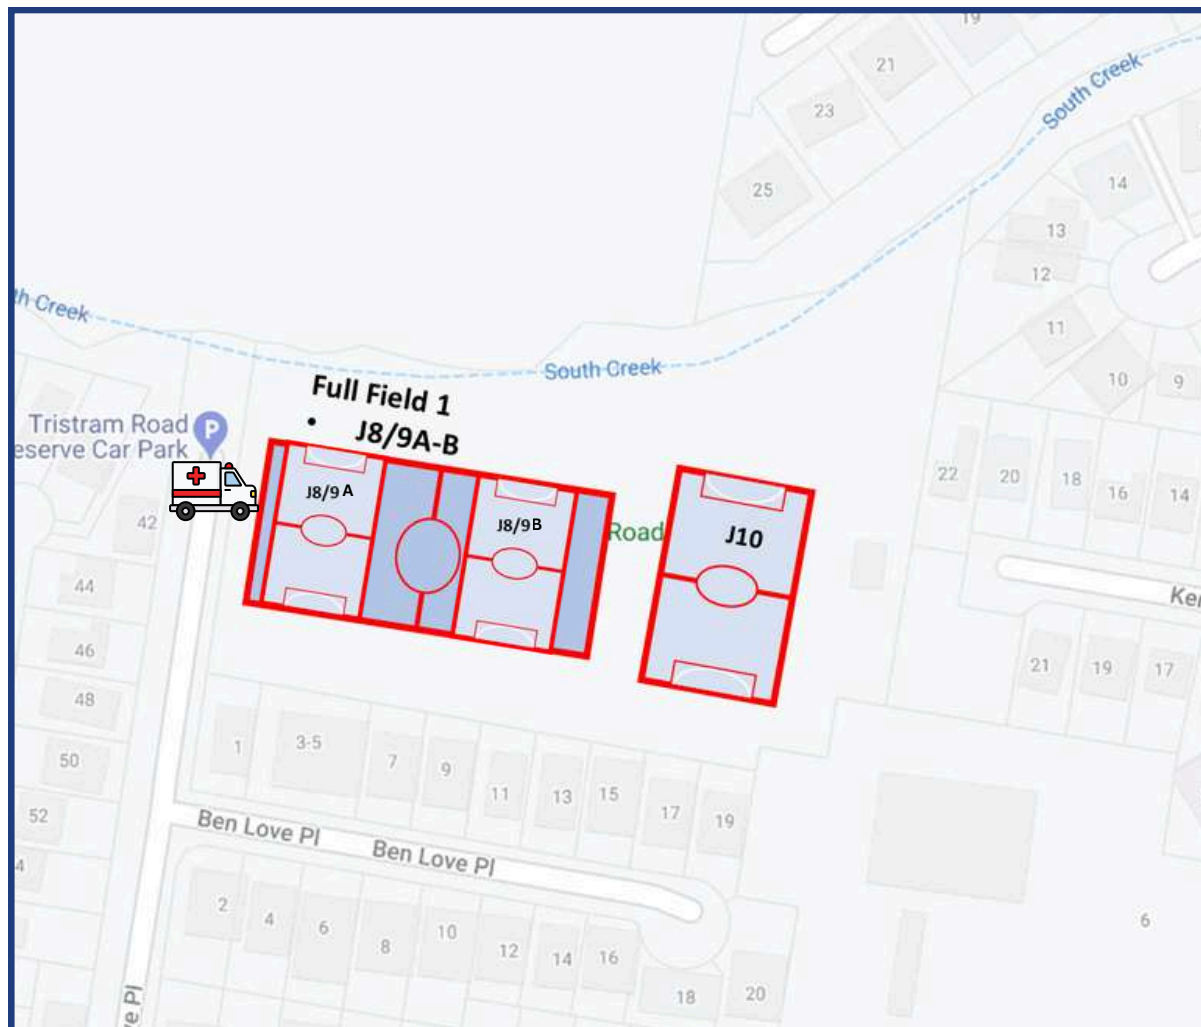 19
21
23
25
South Creek
14
13
12
11
10
9
th Creek
South Creek
Full Field 1
• J8/9A-B
Tristram Road
eserve Car Park
P
J8/9 A
J8/9B
Road
J10
22
20
18
16
14
42
44
46
48
50
52
4
Ker
21
19
17
1
3-5
7
9
11
13
15
17
19
Ben Love Pl
Ben Love Pl
2
4
6
8
10
12
14
16
18
20
6
ve Pl